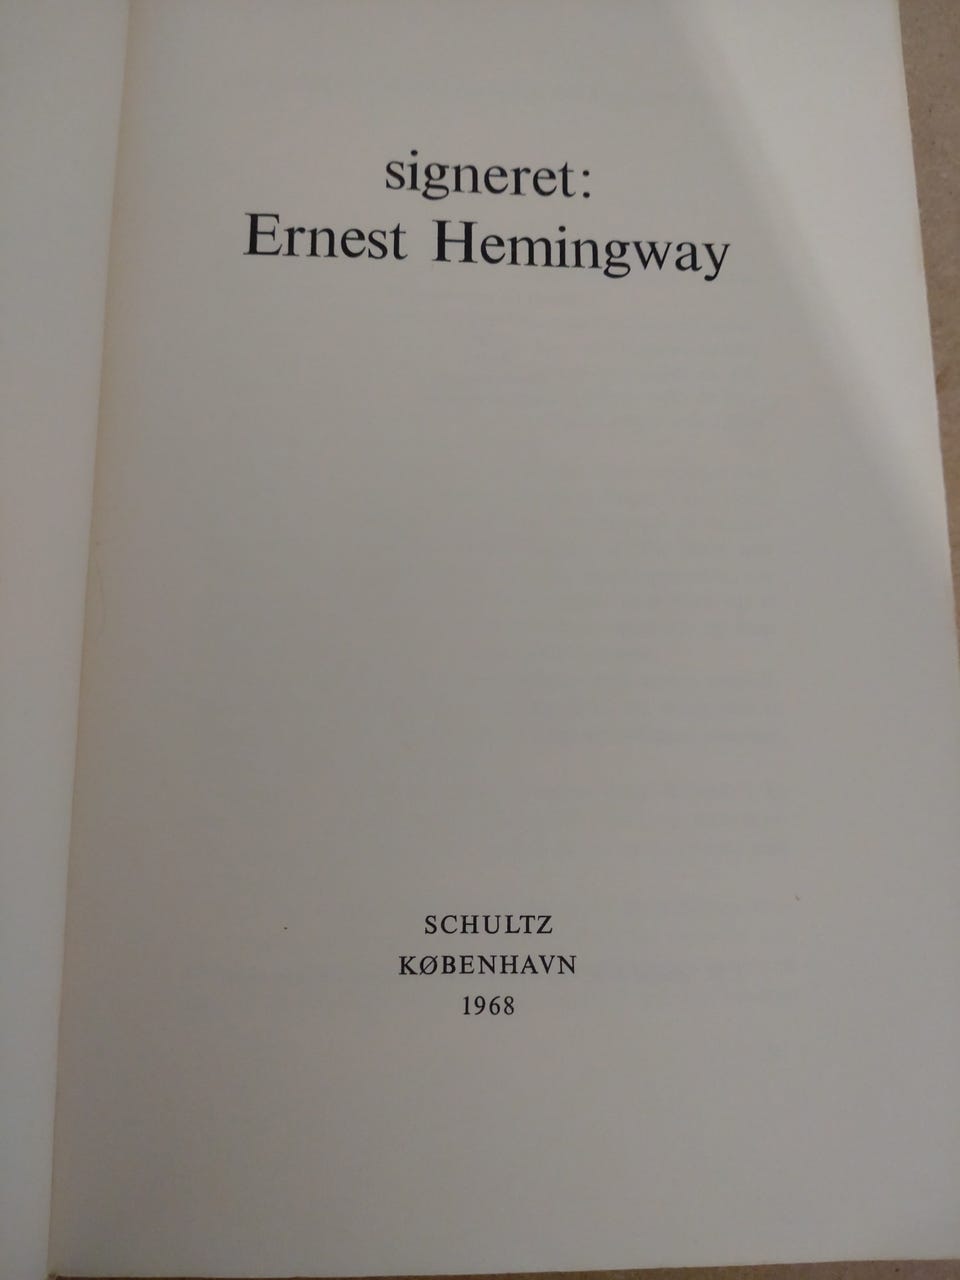 signeret:
Ernest Hemingway
SCHULTZ
KØBENHAVN
1968